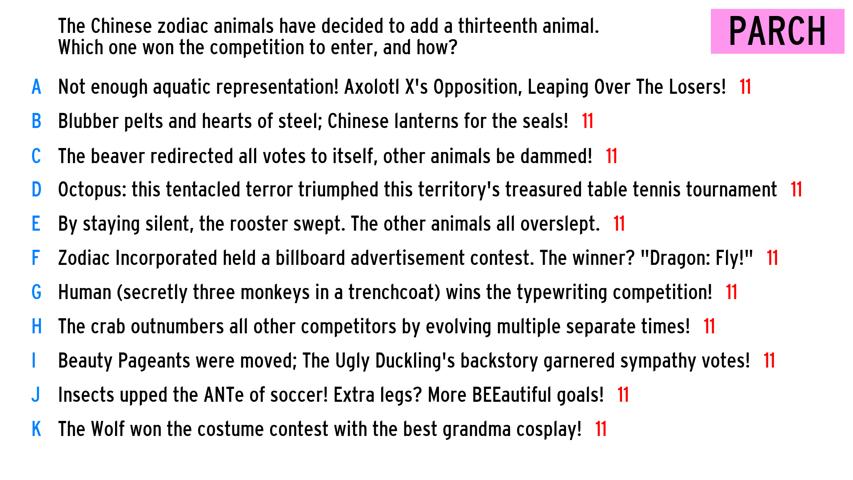 The Chinese zodiac animals have decided to add a thirteenth animal.
Which one won the competition to enter, and how?
PARCH
A Not enough aquatic representation! Axolotl X's Opposition, Leaping Over The Losers! 11
B Blubber pelts and hearts of steel; Chinese lanterns for the seals! 11
C The beaver redirected all votes to itself, other animals be dammed! 11
D Octopus: this tentacled terror triumphed this territory's treasured table tennis tournament 11
E By staying silent, the rooster swept. The other animals all overslept. 11
F Zodiac Incorporated held a billboard advertisement contest. The winner? "Dragon: Fly!" 11
G Human (secretly three monkeys in a trenchcoat) wins the typewriting competition! 11
H The crab outnumbers all other competitors by evolving multiple separate times! 11
I Beauty Pageants were moved; The Ugly Duckling's backstory garnered sympathy votes! 11
J Insects upped the ANTe of soccer! Extra legs? More BEEautiful goals! 11
K The Wolf won the costume contest with the best grandma cosplay! 11